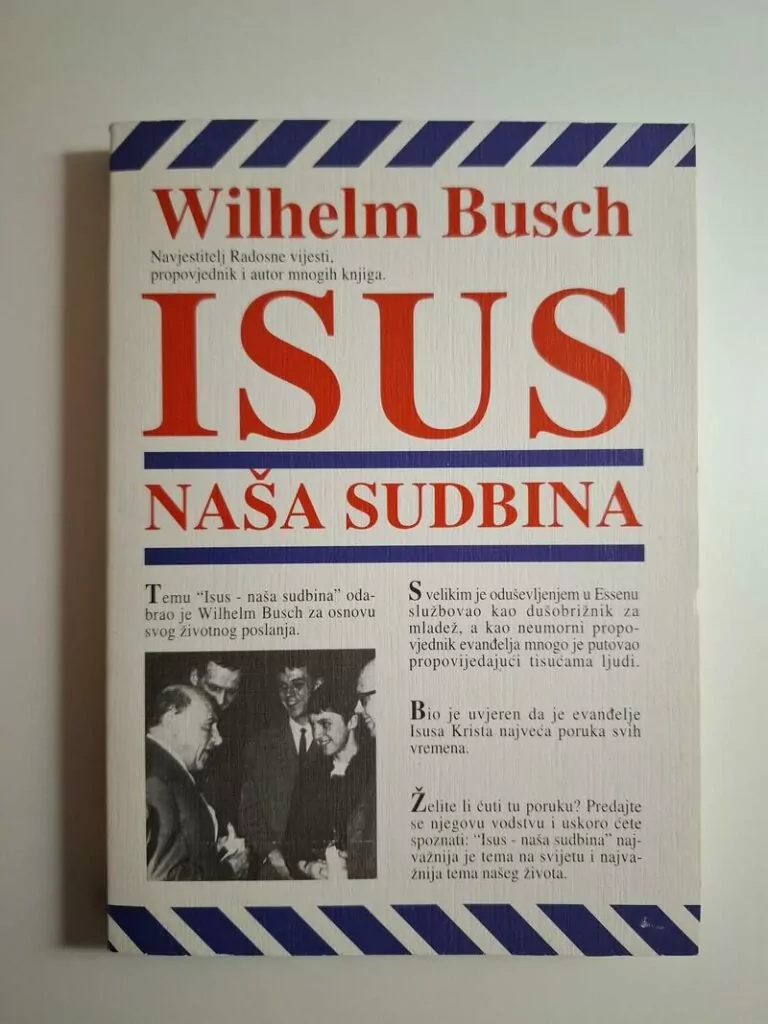 Wilhelm Busch
Navjestitelj Radosne vijesti,
propovjednik i autor mnogih knjiga.
ISUS
NAŠA SUDBINA
Temu “Isus - naša sudbina” oda-
brao je Wilhelm Busch za osnovu
svog životnog poslanja.
S velikim je oduševljenjem u Essenu
službovao kao dušobrižnik za
mladež, a kao neumorni propo-
vjednik evanđelja mnogo je putovao
propovijedajući tisućama ljudi.
Bio je uvjeren da je evanđelje
Isusa Krista najveća poruka svih
vremena.
Želite li ćuti tu poruku? Predajte
se njegovu vodstvu i uskoro ćete
spoznati: “Isus - naša sudbina” naj-
važnija je tema na svijetu i najva-
žnija tema našeg života.